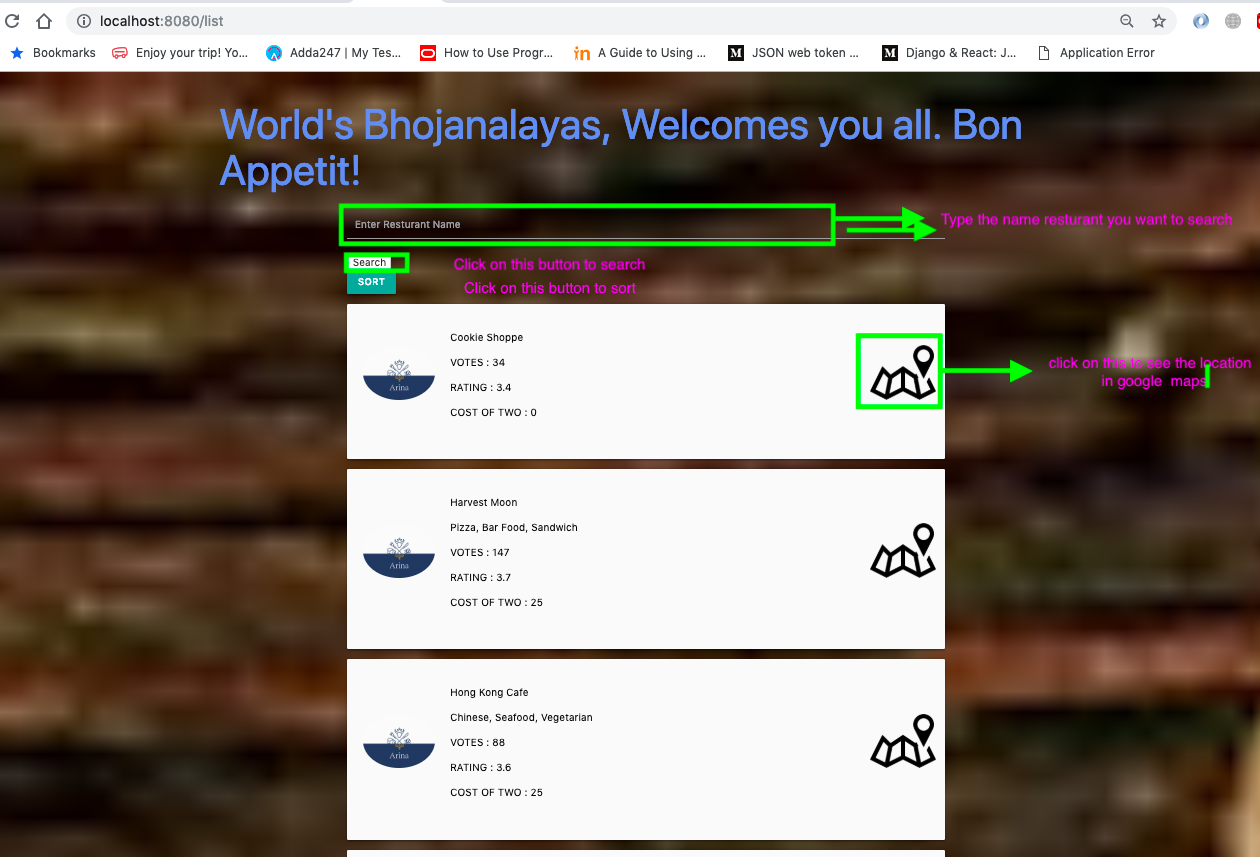 localhost:8080/list
Bookmarks
Enjoy your trip! Yo...
Adda247 | My Tes...
How to Use Progr...
A Guide to Using ...
JSON web token ...
Django & React: J...
Application Error
World's Bhojanalayas, Welcomes you all. Bon
Appetit!
Enter Resturant Name
Type the name resturant you want to search
Search
Click on this button to search
SORT
Click on this button to sort
Cookie Shoppe
VOTES : 34
RATING : 3.4
COST OF TWO : 0
Arina
click on this to see the location
in google maps
Harvest Moon
Pizza, Bar Food, Sandwich
VOTES : 147
RATING : 3.7
COST OF TWO : 25
Arina
Hong Kong Cafe
Chinese, Seafood, Vegetarian
VOTES : 88
RATING : 3.6
COST OF TWO : 25
Arina